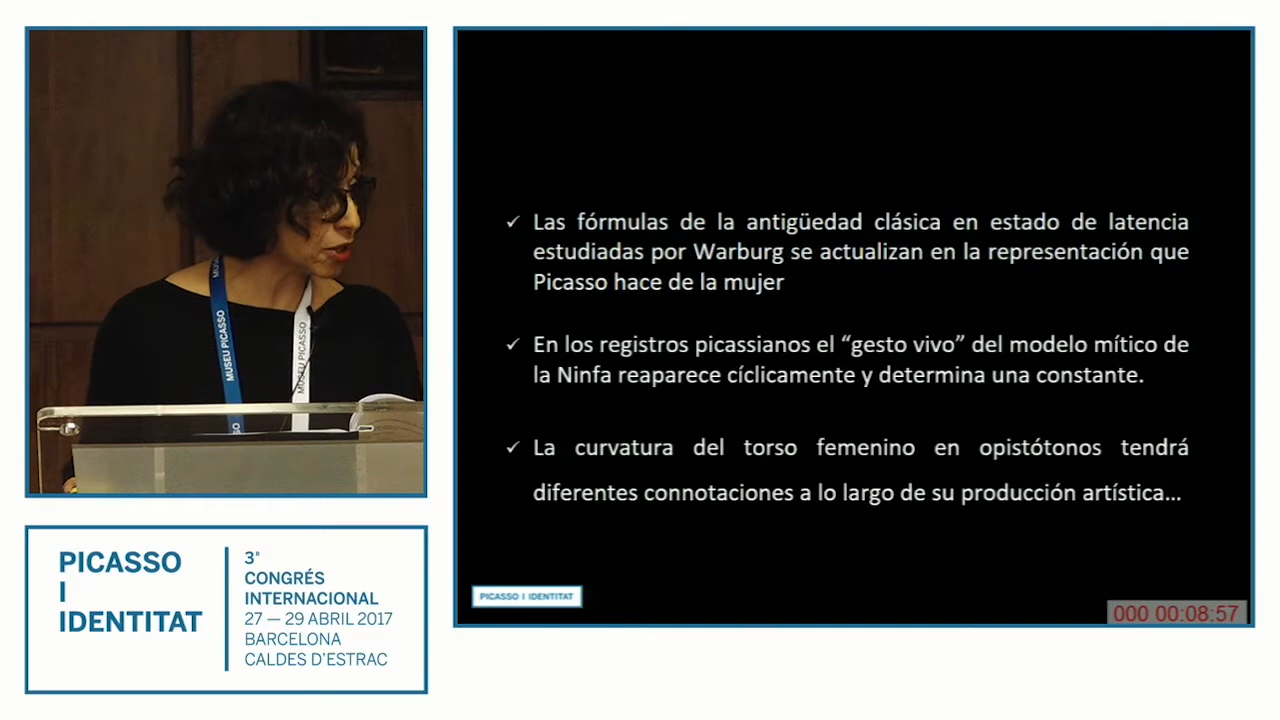 MUSEU PICASSO
MUSEU PICASSO
PICASSO
I
IDENTITAT
3ᵉ
CONGRÉS
INTERNACIONAL
27 — 29 ABRIL 2017
BARCELONA
CALDES D'ESTRAC
✓ Las fórmulas de la antigüedad clásica en estado de latencia
estudiadas por Warburg se actualizan en la representación que
Picasso hace de la mujer
✓ En los registros picassianos el “gesto vivo” del modelo mítico de
la Ninfa reaparece cíclicamente y determina una constante.
✓ La curvatura del torso femenino en opistótonos tendrá
diferentes connotaciones a lo largo de su producción artística...
PICASSO I IDENTITAT
000 00:08:57